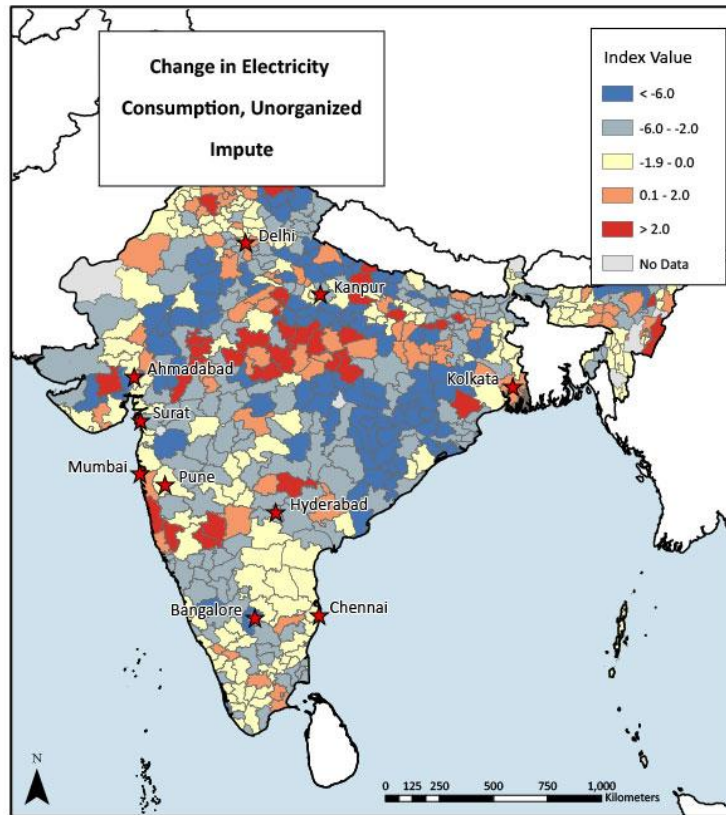 Change in Electricity
Consumption, Unorganized
Impute
Index Value
< -6.0
-6.0 - -2.0
-1.9 - 0.0
0.1 - 2.0
> 2.0
No Data
Delhi
Kanpur
Ahmadabad
Kolkata
Surat
Mumbai
Pune
Hyderabad
Bangalore
Chennai
N
0 125 250 500 750 1,000
Kilometers